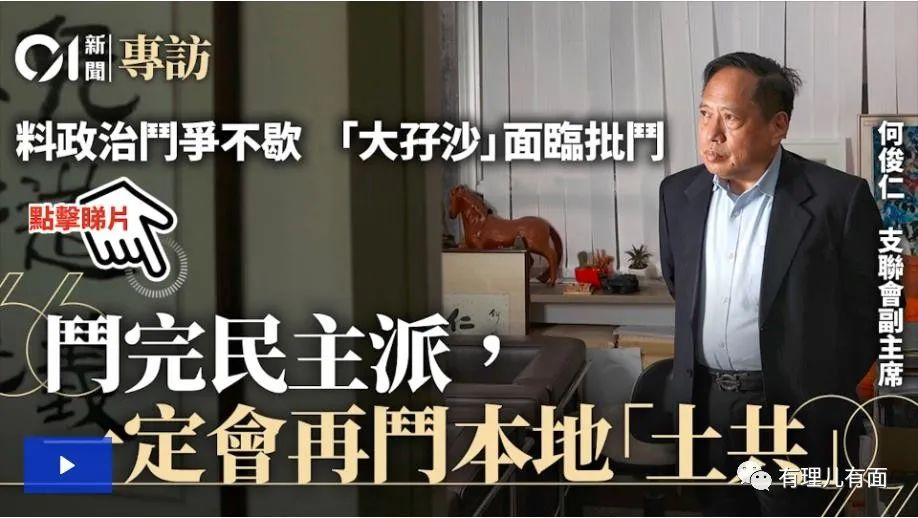 01 新聞 專訪
料政治鬥爭不歇 「大孖沙」面臨批鬥
點擊睇片
鬥完民主派，
一定會再鬥本地「土共」
何俊仁 支聯會副主席
仁
有理儿有面